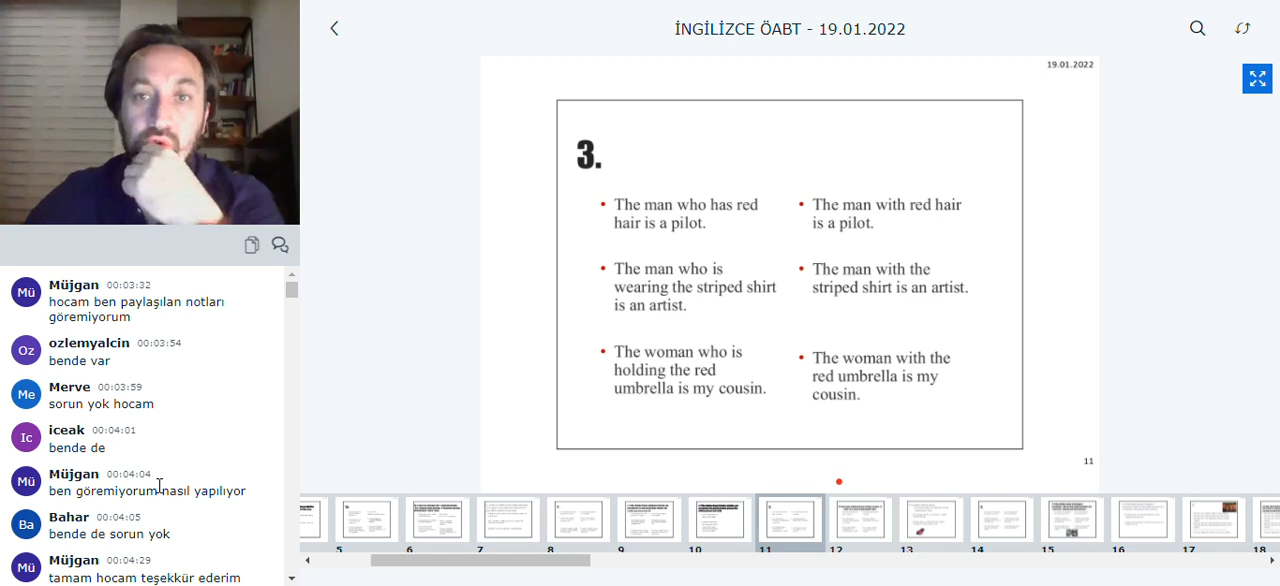 İNGİLİZCE ÖABT - 19.01.2022
19.01.2022
3.
• The man who has red
hair is a pilot.
• The man who is
wearing the striped shirt
is an artist.
• The woman who is
holding the red
umbrella is my cousin.
• The man with red hair
is a pilot.
• The man with the
striped shirt is an artist.
• The woman with the
red umbrella is my
cousin.
11
Mü
Müjgan 00:03:32
hocam ben paylaşılan notları
göremiyorum
Oz
ozlemyalcin 00:03:54
bende var
Me
Merve 00:03:59
sorun yok hocam
Ic
iceak 00:04:01
bende de
Mü
Müjgan 00:04:04
ben göremiyorum nasıl yapılıyor
Ba
Bahar 00:04:05
bende de sorun yok
Mü
Müjgan 00:04:29
tamam hocam teşekkür ederim
5 6 7 8 9 10 11 12 13 14 15 16 17 18